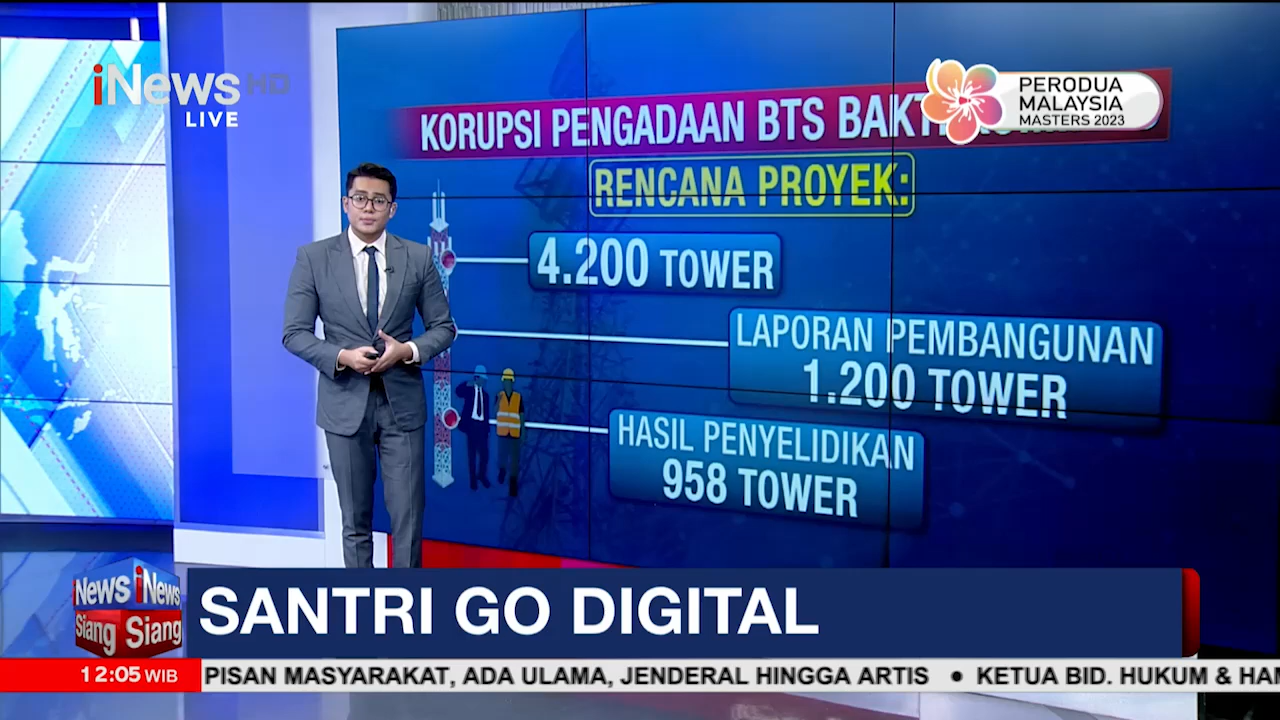 iNews HD
LIVE
PERODUA
MALAYSIA
MASTERS 2023
KORUPSI PENGADAAN BTS
RENCANA PROYEK:
4.200 TOWER
LAPORAN PEMBANGUNAN
1.200 TOWER
HASIL PENYELIDIKAN
958 TOWER
News iNews
Siang Siang
SANTRI GO DIGITAL
12:05 WIB
PISAN MASYARAKAT, ADA ULAMA, JENDERAL HINGGA ARTIS • KETUA BID. HUKUM & HAM